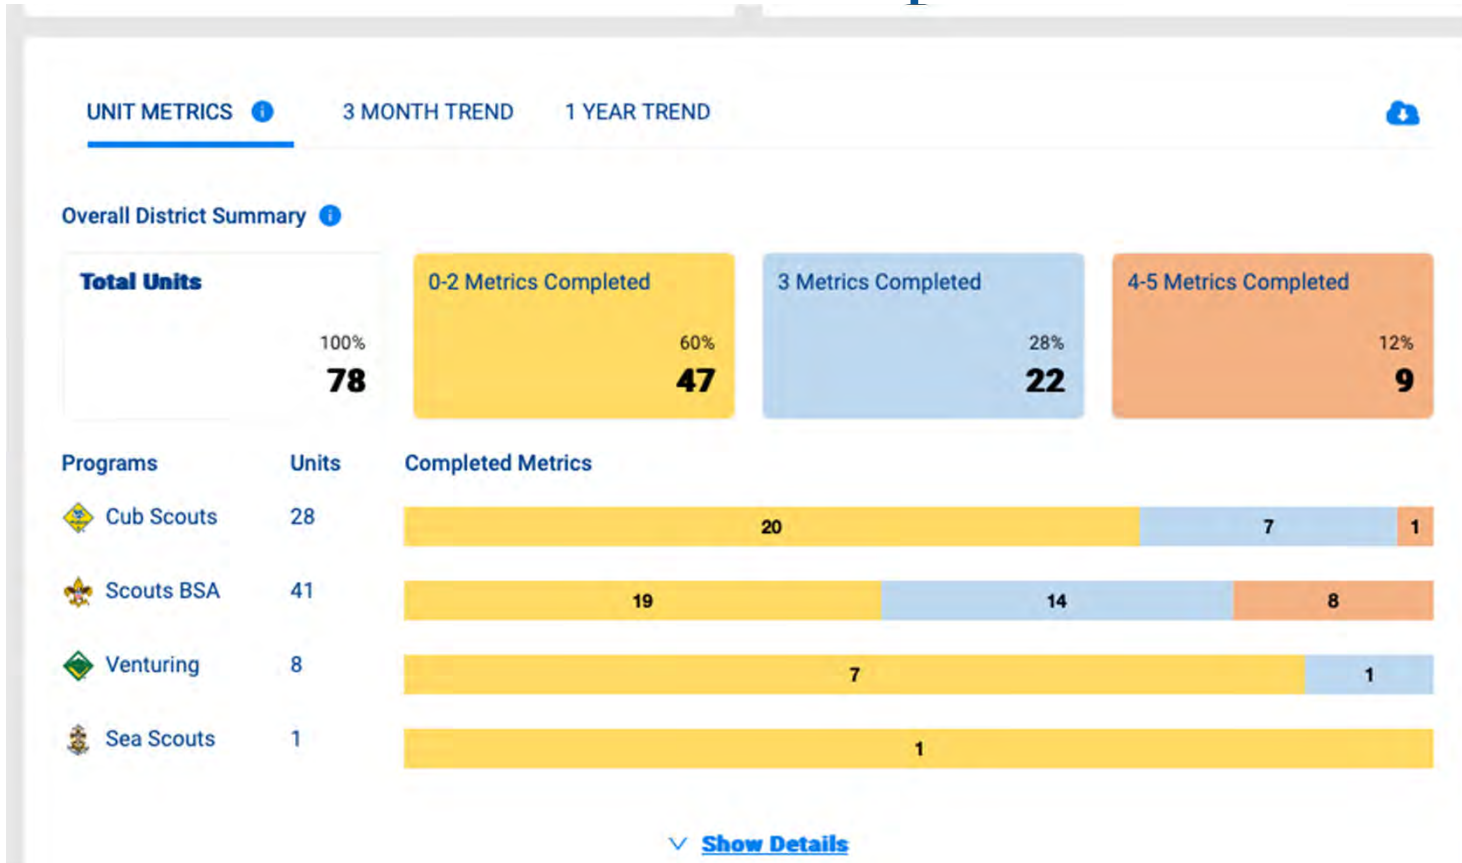 UNIT METRICS 3 MONTH TREND 1 YEAR TREND
Overall District Summary
Total Units
100%
78
0-2 Metrics Completed
60%
47
3 Metrics Completed
28%
22
4-5 Metrics Completed
12%
9
Programs Units Completed Metrics
Cub Scouts 28 20 7 1
Scouts BSA 41 19 14 8
Venturing 8 7 1
Sea Scouts 1 1
Show Details